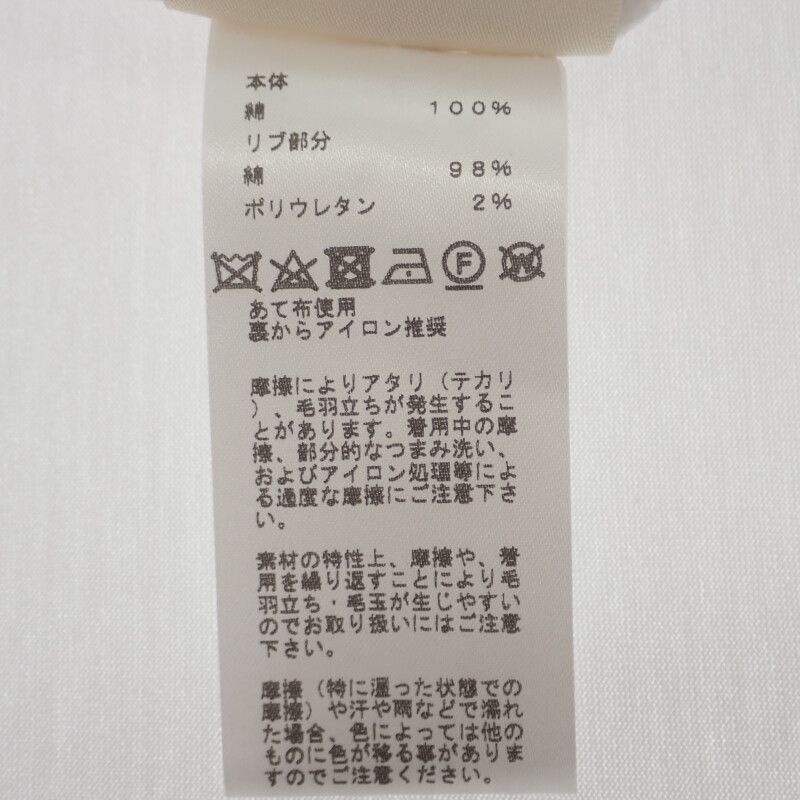 本体
綿 100%
リブ部分
綿 98%
ポリウレタン 2%
F W
あて布使用
裏からアイロン推奨
摩擦によりアタリ(テカリ
)、毛羽立ちが発生するこ
とがあります。着用中の摩
擦、部分的なつまみ洗い、
およびアイロン処理等によ
る過度な摩擦にご注意下さ
い。
素材の特性上、摩擦や、着
用を繰り返すことにより毛
羽立ち・毛玉が生じやすい
のでお取り扱いにはご注意
下さい。
摩擦(特に湿った状態での
摩擦)や汗や雨などで濡れ
た場合、色によっては他の
ものに色が移る事がありま
すのでご注意ください。